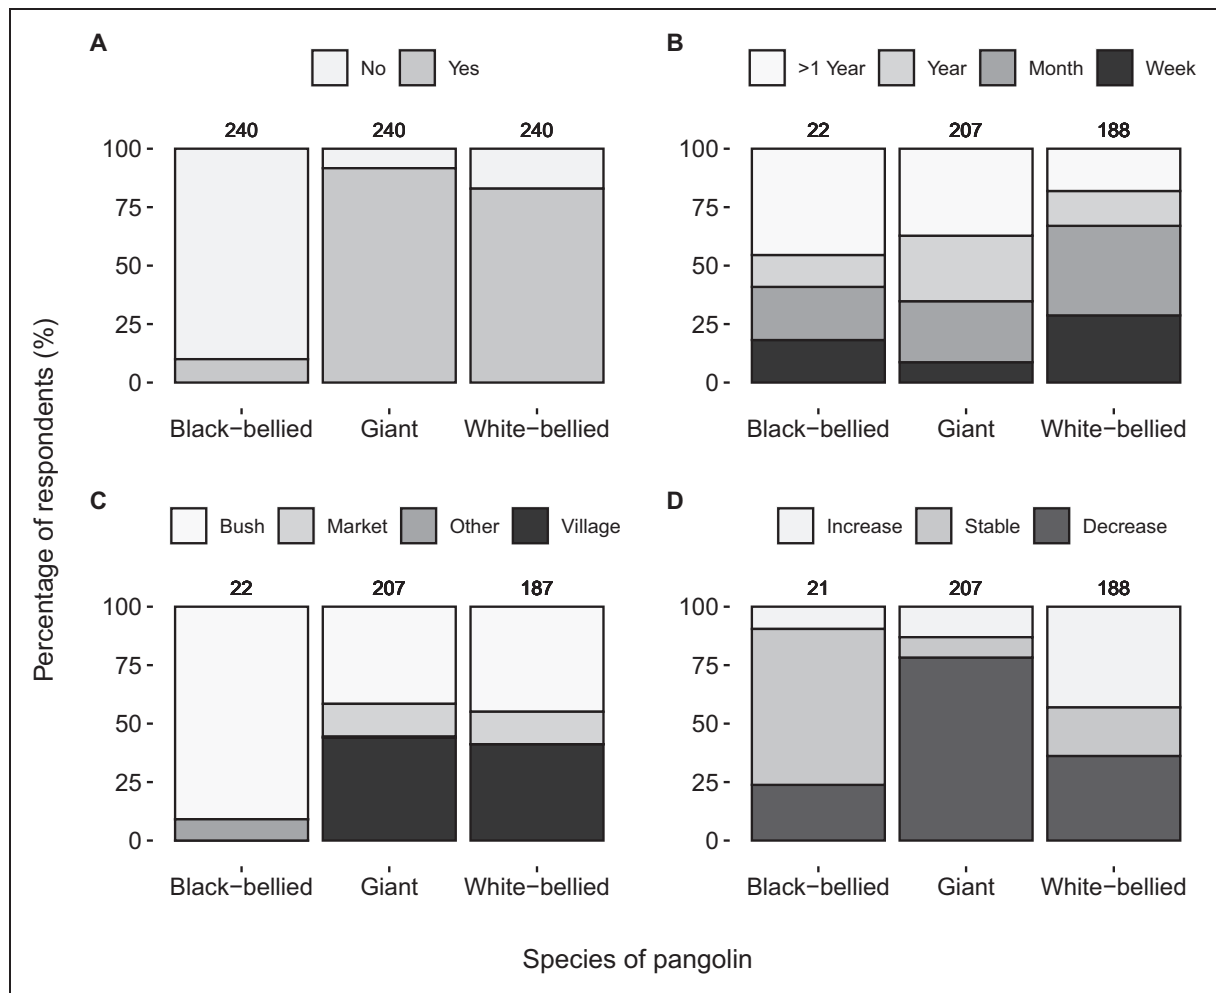 A
No Yes
240 240 240
100
75
50
25
0
Black−bellied Giant White−bellied
B
>1 Year Year Month Week
22 207 188
100
75
50
25
0
Black−bellied Giant White−bellied
C
Bush Market Other Village
22 207 187
100
75
50
25
0
Black−bellied Giant White−bellied
D
Increase Stable Decrease
21 207 188
100
75
50
25
0
Black−bellied Giant White−bellied
Percentage of respondents (%)
Species of pangolin